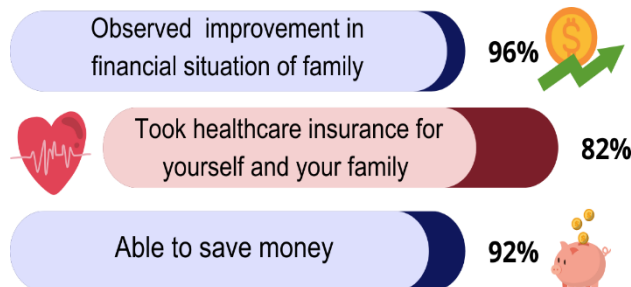 Observed  improvement in
financial situation of family
96%
Took healthcare insurance for
yourself and your family
82%
Able to save money
92%